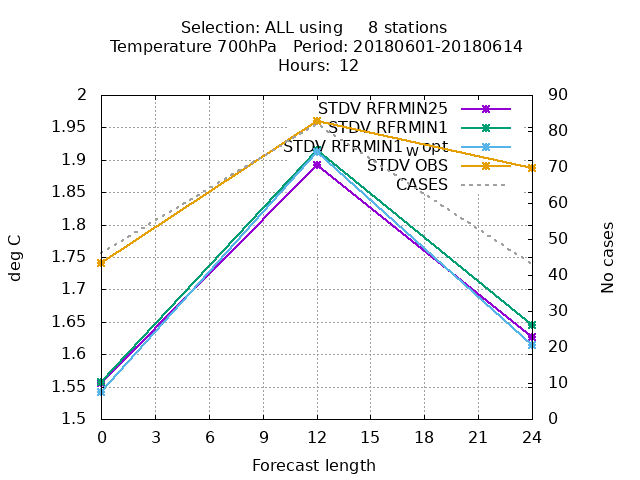 Selection: ALL using 8 stations
Temperature 700hPa Period: 20180601-20180614
Hours: 12
2
1.95
1.9
1.85
1.8
1.75
1.7
1.65
1.6
1.55
1.5
90
80
70
60
50
40
30
20
10
0
STDV RFRMIN25
STDV RFRMIN1
STDV RFRMIN1_w opt
STDV OBS
CASES
deg C
No cases
0 3 6 9 12 15 18 21 24
Forecast length